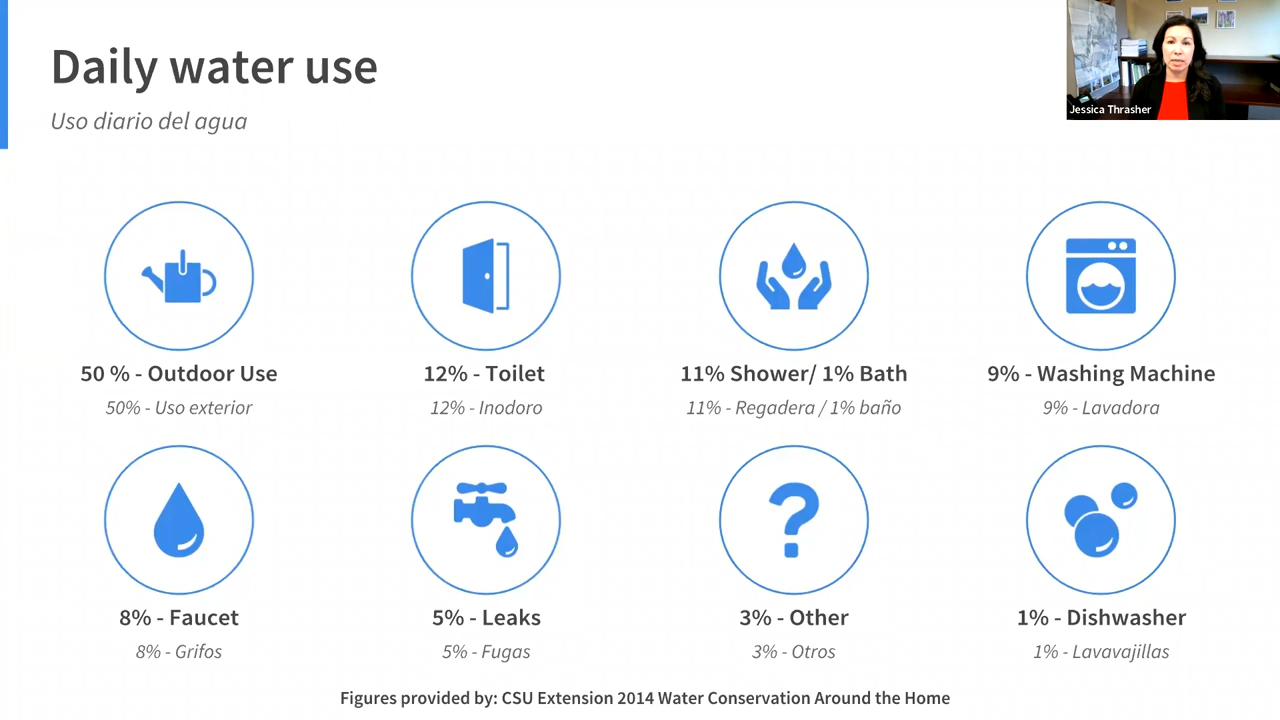 Daily water use
Uso diario del agua
Jessica Thrasher
50 % - Outdoor Use
50% - Uso exterior
12% - Toilet
12% - Inodoro
11% Shower/ 1% Bath
11% - Regadera / 1% baño
9% - Washing Machine
9% - Lavadora
8% - Faucet
8% - Grifos
5% - Leaks
5% - Fugas
3% - Other
3% - Otros
1% - Dishwasher
1% - Lavavajillas
Figures provided by: CSU Extension 2014 Water Conservation Around the Home